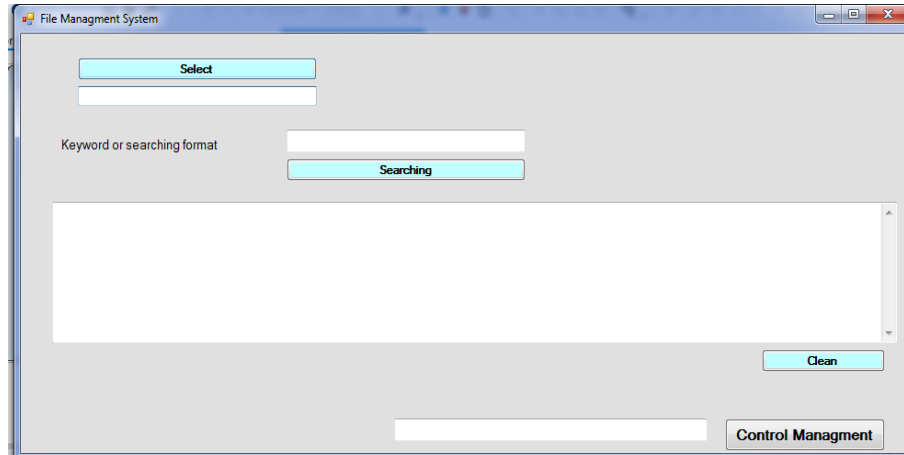 File Managment System
Select
Keyword or searching format
Searching
Clean
Control Managment